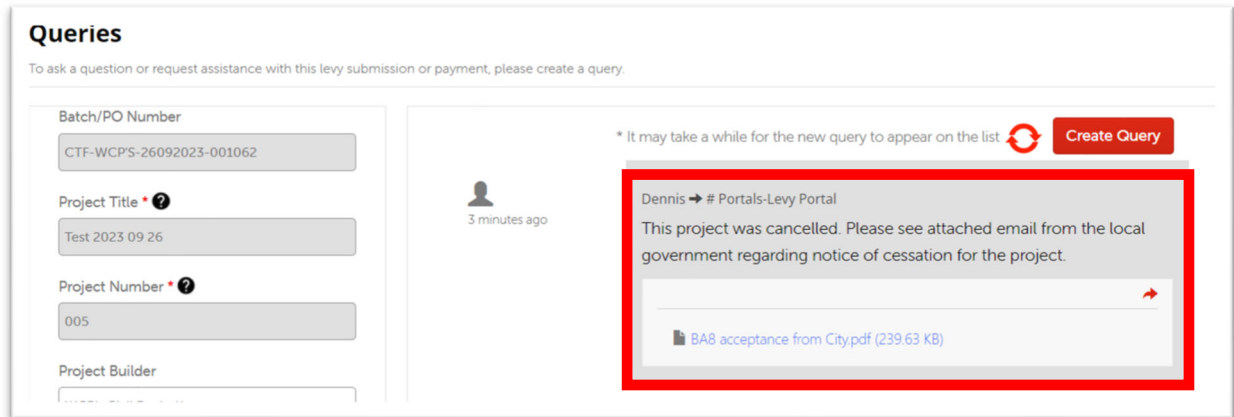 Queries
To ask a question or request assistance with this levy submission or payment, please create a query.
Batch/PO Number
CTF-WCP'S-26092023-001062
Project Title * ?
Test 2023 09 26
Project Number * ?
005
Project Builder
* It may take a while for the new query to appear on the list
Create Query
3 minutes ago
Dennis → # Portals-Levy Portal
This project was cancelled. Please see attached email from the local
government regarding notice of cessation for the project.
BA8 acceptance from City.pdf (239.63 KB)